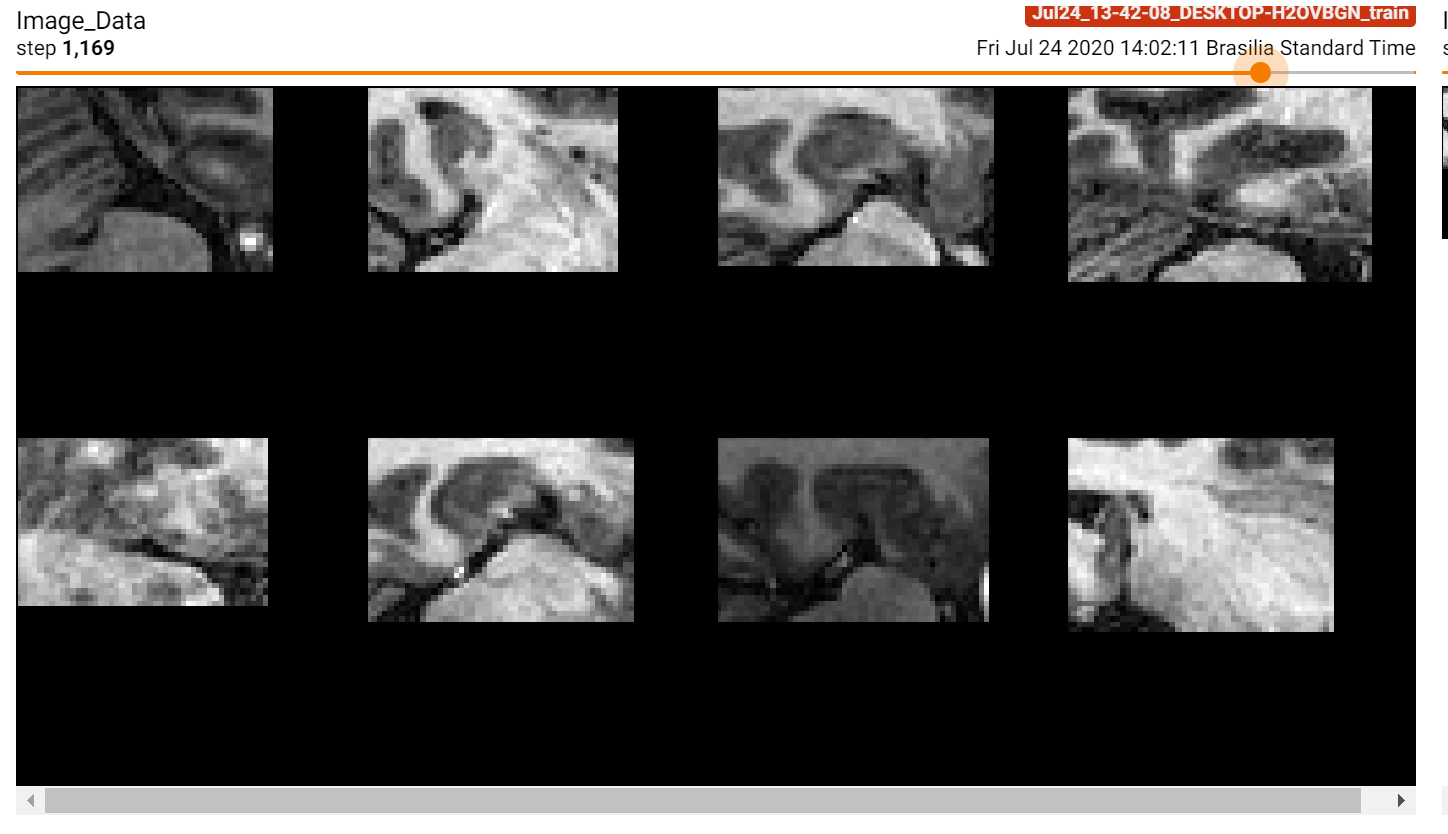 Image_Data
Jul24_13-42-08_DESKTOP-H2OVBGN_train
step 1,169
Fri Jul 24 2020 14:02:11 Brasilia Standard Time